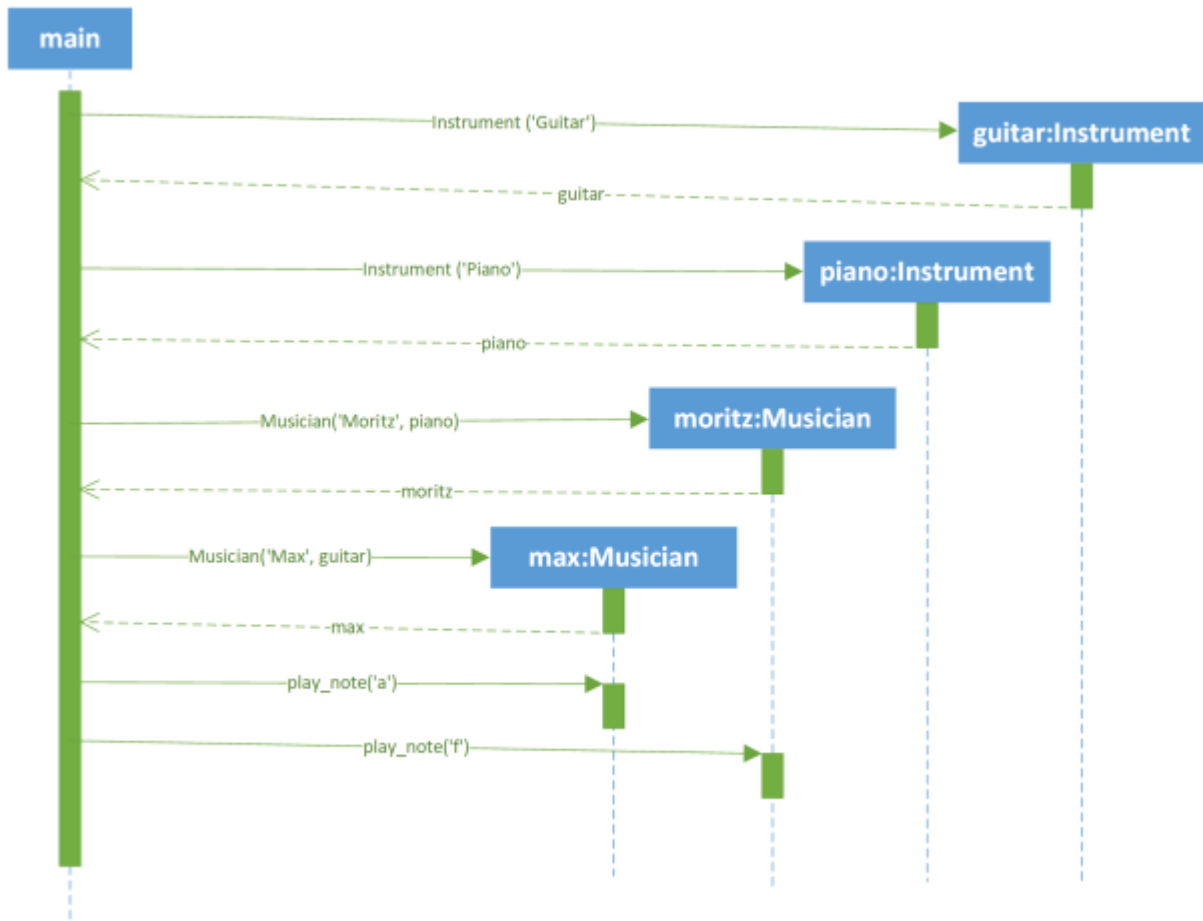 main
Instrument ('Guitar')
guitar:Instrument
guitar
Instrument ('Piano')
piano:Instrument
piano
Musician('Moritz', piano)
moritz:Musician
moritz
Musician('Max', guitar)
max:Musician
max
play_note('a')
play_note('f')